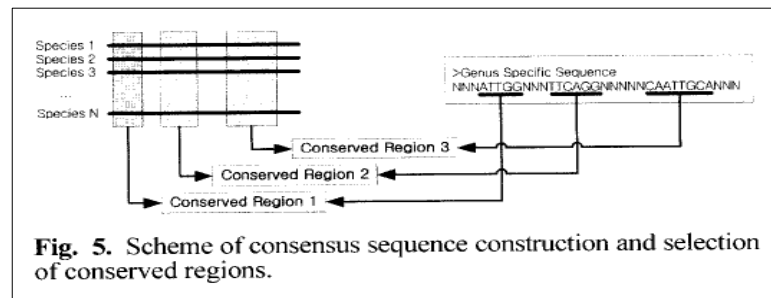 Species 1
Species 2
Species 3
...
Species N
>Genus Specific Sequence
NNNATTGGNNNTTCAGGNNNNNCAATTGCANNN
Conserved Region 3
Conserved Region 2
Conserved Region 1
Fig. 5. Scheme of consensus sequence construction and selection
of conserved regions.